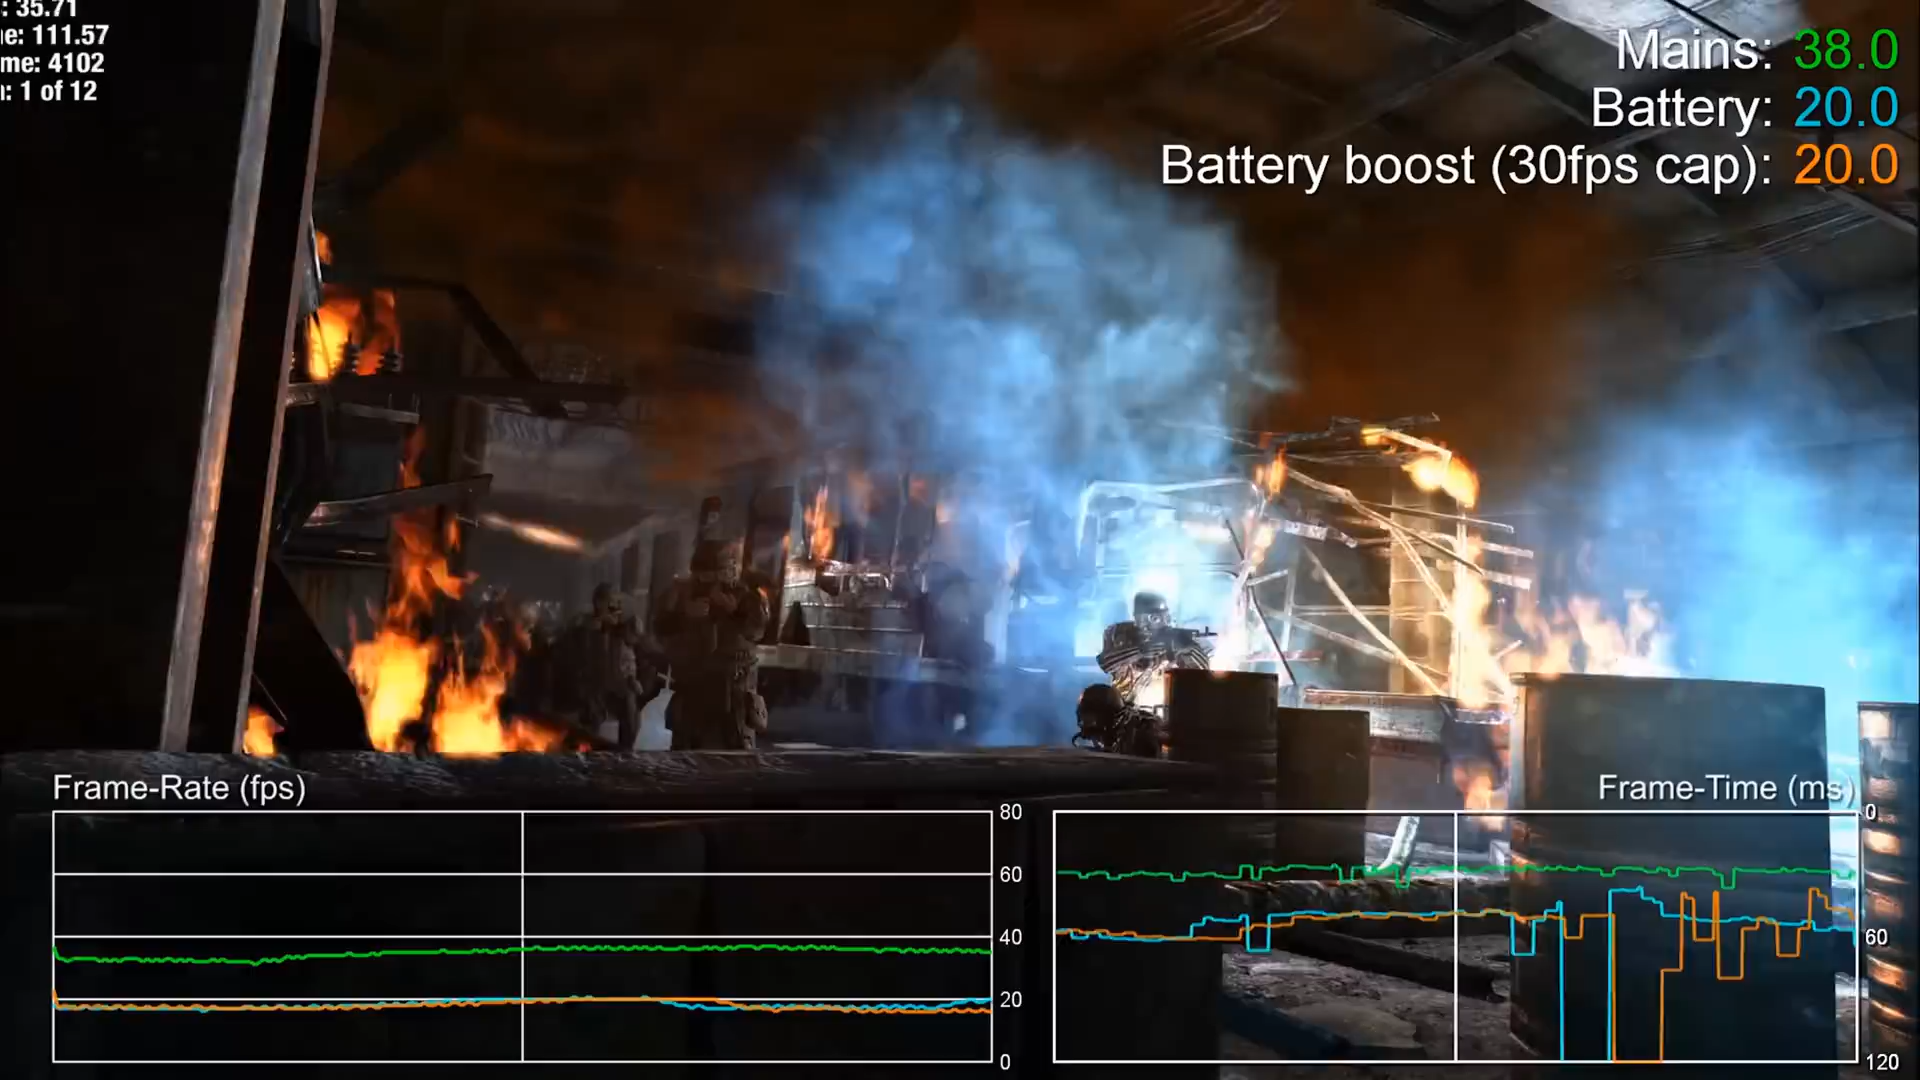 : 35.71
e: 111.57
me: 4102
: 1 of 12
Mains: 38.0
Battery: 20.0
Battery boost (30fps cap): 20.0
Frame-Rate (fps)
80
60
40
20
0
Frame-Time (ms)
0
60
120